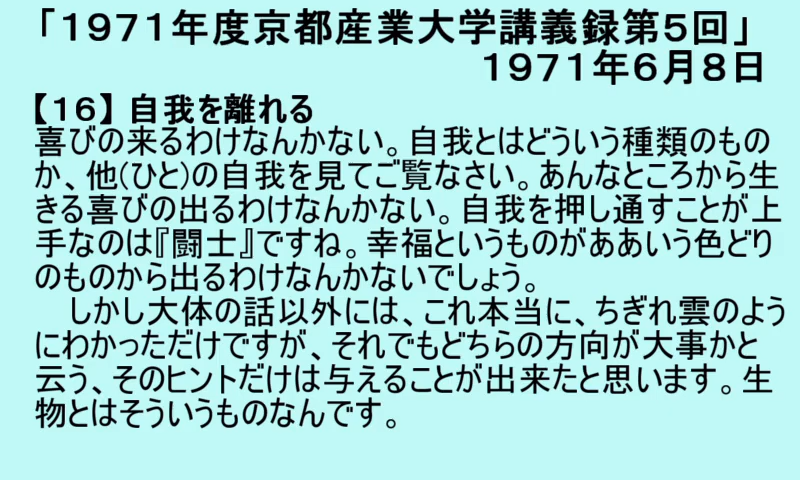 「1971年度京都産業大学講義録第5回」
1971年6月8日
【16】自我を離れる
喜びの来るわけなんかない。自我とはどういう種類のもの
か、他(ひと)の自我を見てご覧なさい。あんなところから生
きる喜びの出るわけなんかない。自我を押し通すことが上
手なのは『闘士』ですね。幸福というものがああいう色どり
のものから出るわけなんかないでしょう。
　しかし大体の話以外には、これ本当に、ちぎれ雲のよう
にわかっただけですが、それでもどちらの方向が大事かと
云う、そのヒントだけは与えることが出来たと思います。生
物とはそういうものなんです。